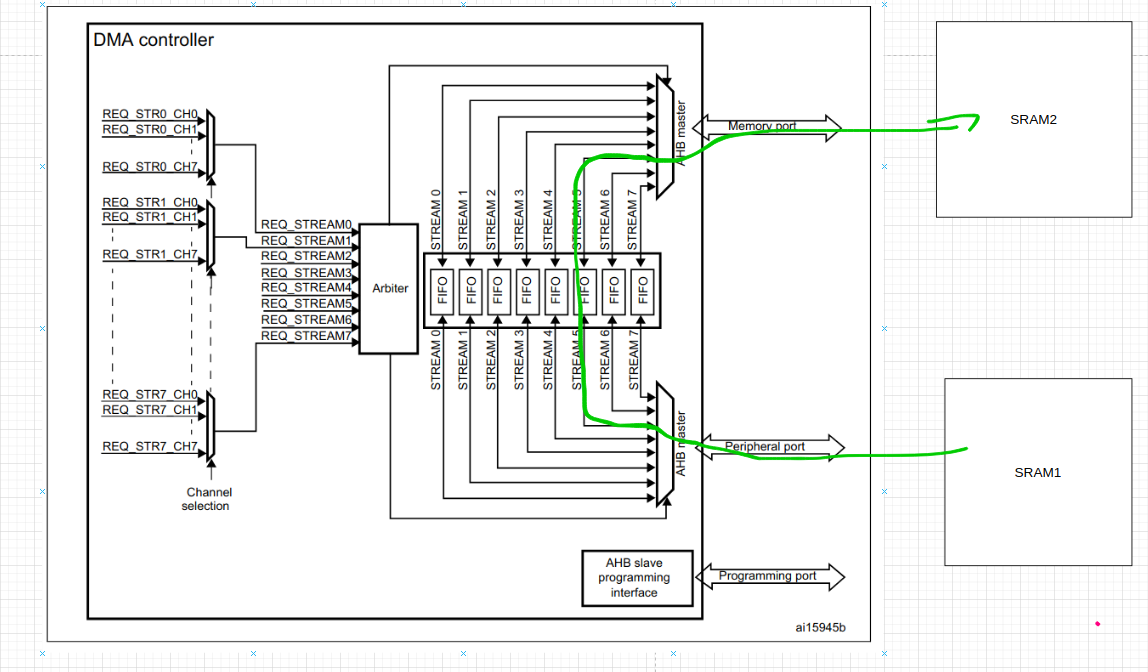 DMA controller
REQ_STR0_CH0
REQ_STR0_CH1
REQ_STR0_CH7
REQ_STR1_CH0
REQ_STR1_CH1
REQ_STR1_CH7
REQ_STR7_CH0
REQ_STR7_CH1
REQ_STR7_CH7
Channel
selection
REQ_STREAM0
REQ_STREAM1
REQ_STREAM2
REQ_STREAM3
REQ_STREAM4
REQ_STREAM5
REQ_STREAM6
REQ_STREAM7
Arbiter
STREAM 0
STREAM 1
STREAM 2
STREAM 3
STREAM 4
STREAM 5
STREAM 6
STREAM 7
FIFO
FIFO
FIFO
FIFO
FIFO
FIFO
FIFO
FIFO
STREAM 0
STREAM 1
STREAM 2
STREAM 3
STREAM 4
STREAM 5
STREAM 6
STREAM 7
AHB master
Memory port
AHB master
Peripheral port
AHB slave
programming
interface
Programming port
ai15945b
SRAM2
SRAM1